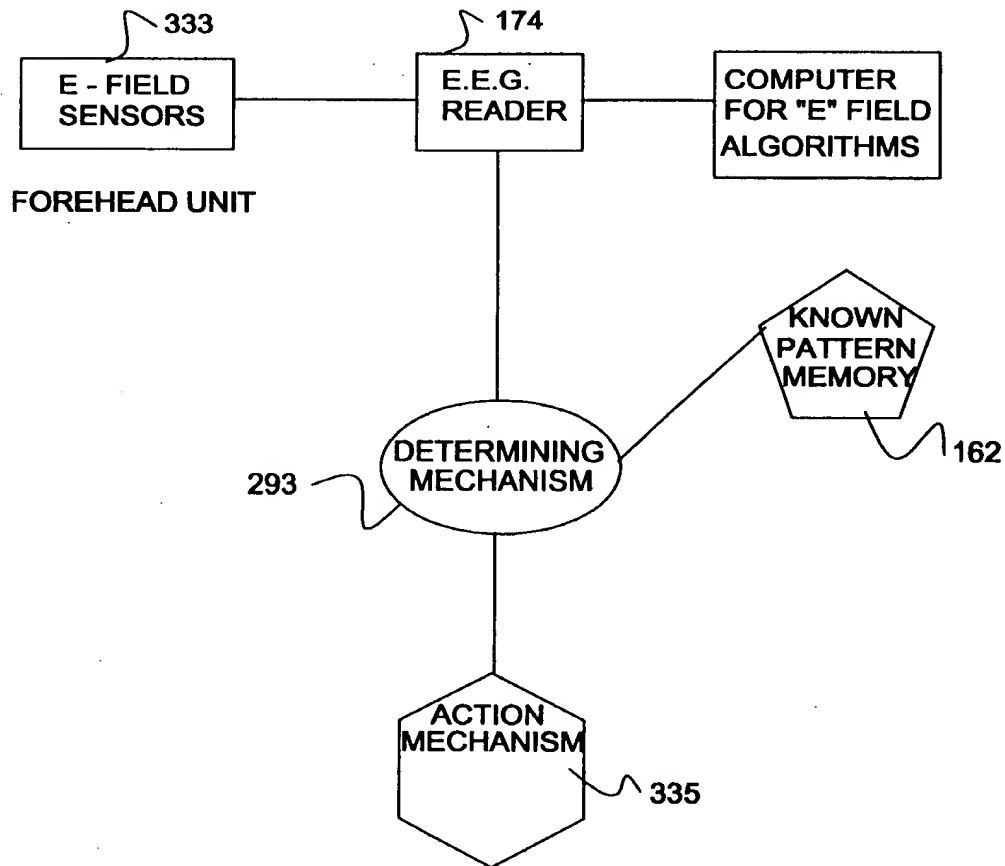 333
174
E - FIELD
SENSORS
E.E.G.
READER
COMPUTER
FOR "E" FIELD
ALGORITHMS
FOREHEAD UNIT
KNOWN
PATTERN
MEMORY
162
DETERMINING
MECHANISM
293
ACTION
MECHANISM
335